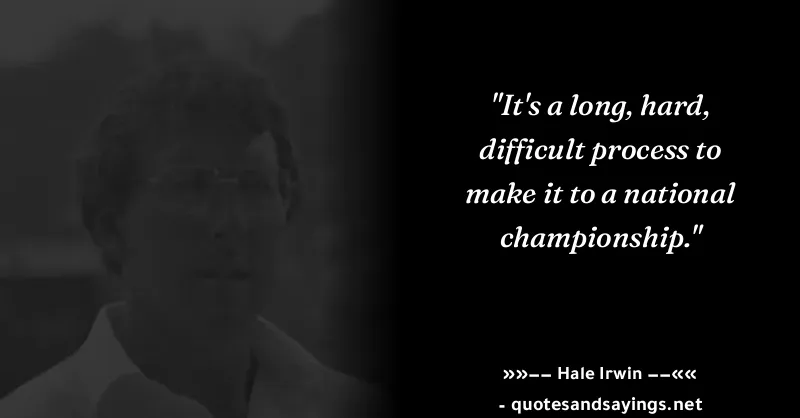 "It's a long, hard,
difficult process to
make it to a national
championship."
»»−− Hale Irwin −−««
- quotesandsayings.net